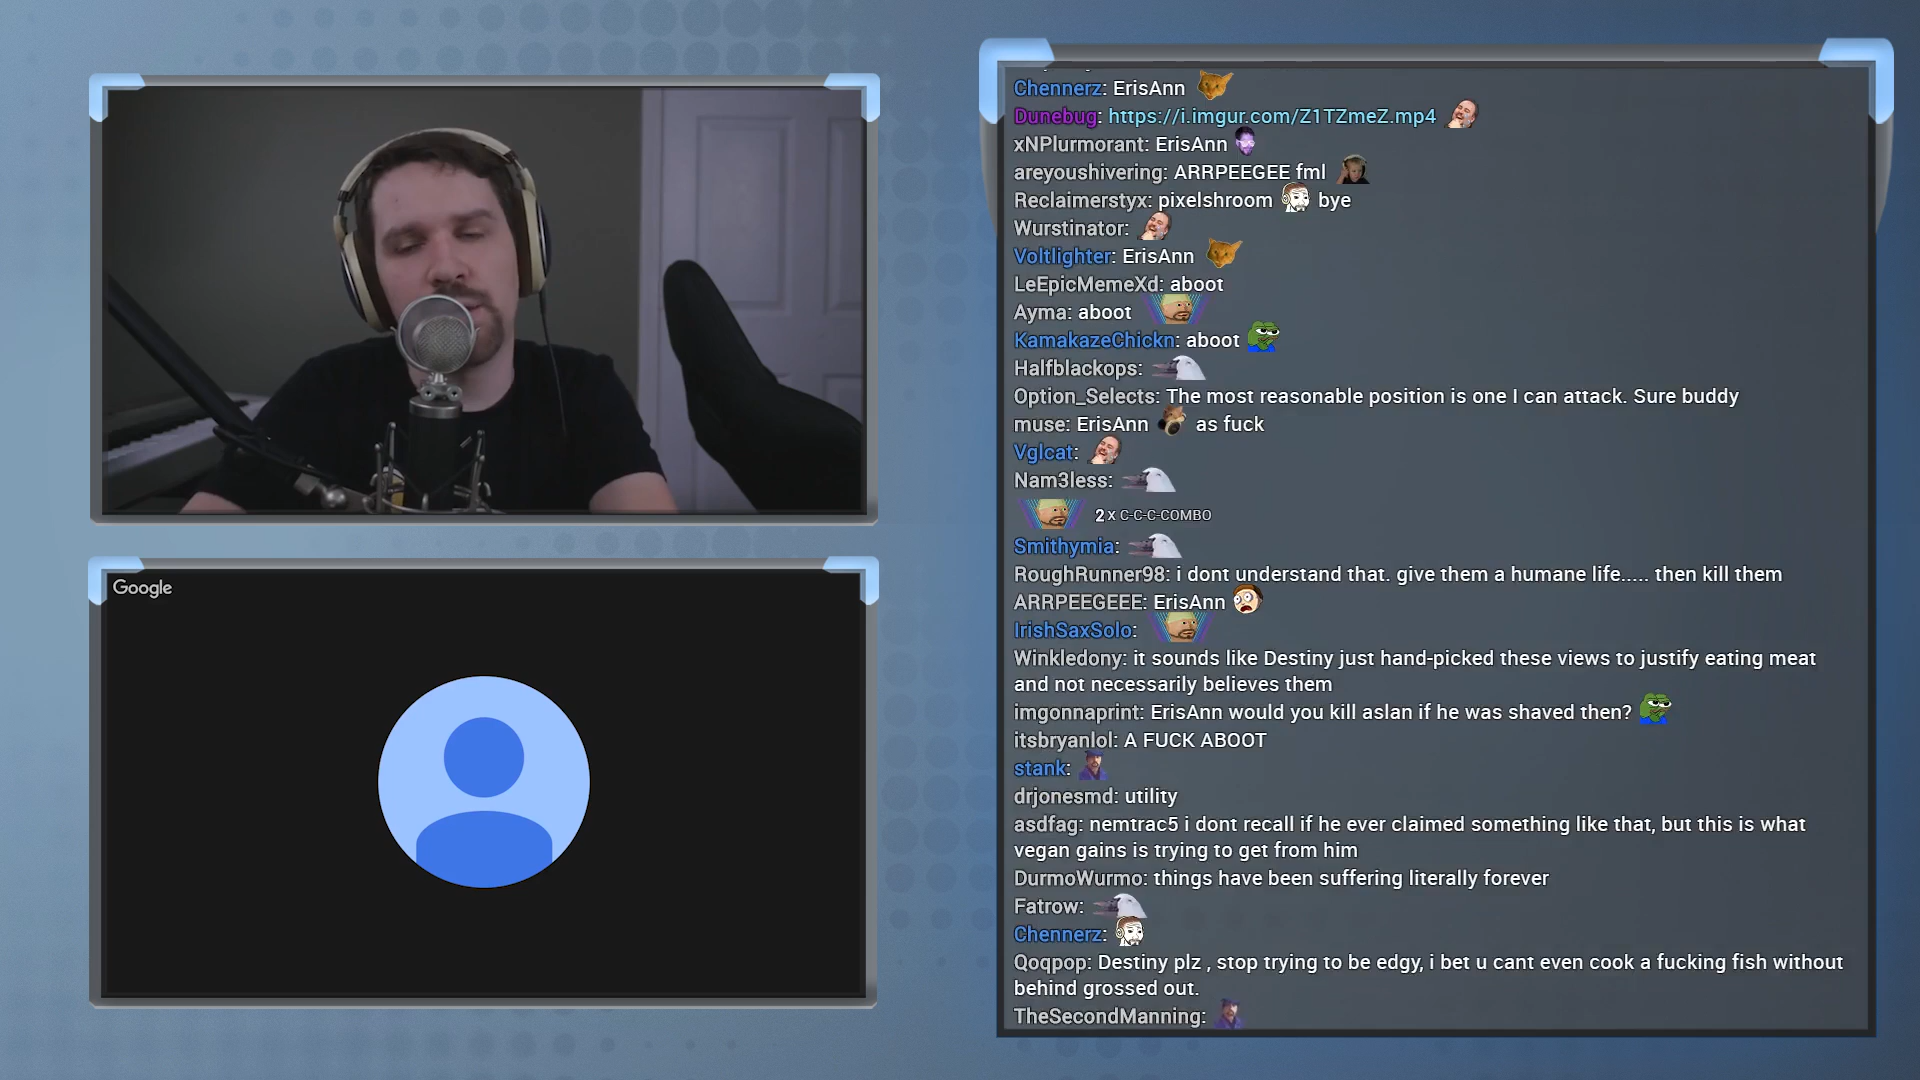 Google
Chennerz: ErisAnn
Dunebug: https://i.imgur.com/Z1TZmeZ.mp4
xNPlurmorant: ErisAnn
areyoushivering: ARRPEEGEE fml
Reclaimerstyx: pixelshroom bye
Wurstinator:
Voltlighter: ErisAnn
LeEpicMemeXd: aboot
Ayma: aboot
KamakazeChickn: aboot
Halfblackops:
Option_Selects: The most reasonable position is one I can attack. Sure buddy
muse: ErisAnn as fuck
Vglcat:
Nam3less:
2x C-C-C-COMBO
Smithymia:
RoughRunner98: i dont understand that. give them a humane life..... then kill them
ARRPEEGEEE: ErisAnn
IrishSaxSolo:
Winkledony: it sounds like Destiny just hand-picked these views to justify eating meat
and not necessarily believes them
imgonnaprint: ErisAnn would you kill aslan if he was shaved then?
itsbryanlol: A FUCK ABOOT
stank:
drjonesmd: utility
asdfag: nemtrac5 i dont recall if he ever claimed something like that, but this is what
vegan gains is trying to get from him
DurmoWurmo: things have been suffering literally forever
Fatrow:
Chennerz:
Qoqpop: Destiny plz , stop trying to be edgy, i bet u cant even cook a fucking fish without
behind grossed out.
TheSecondManning: